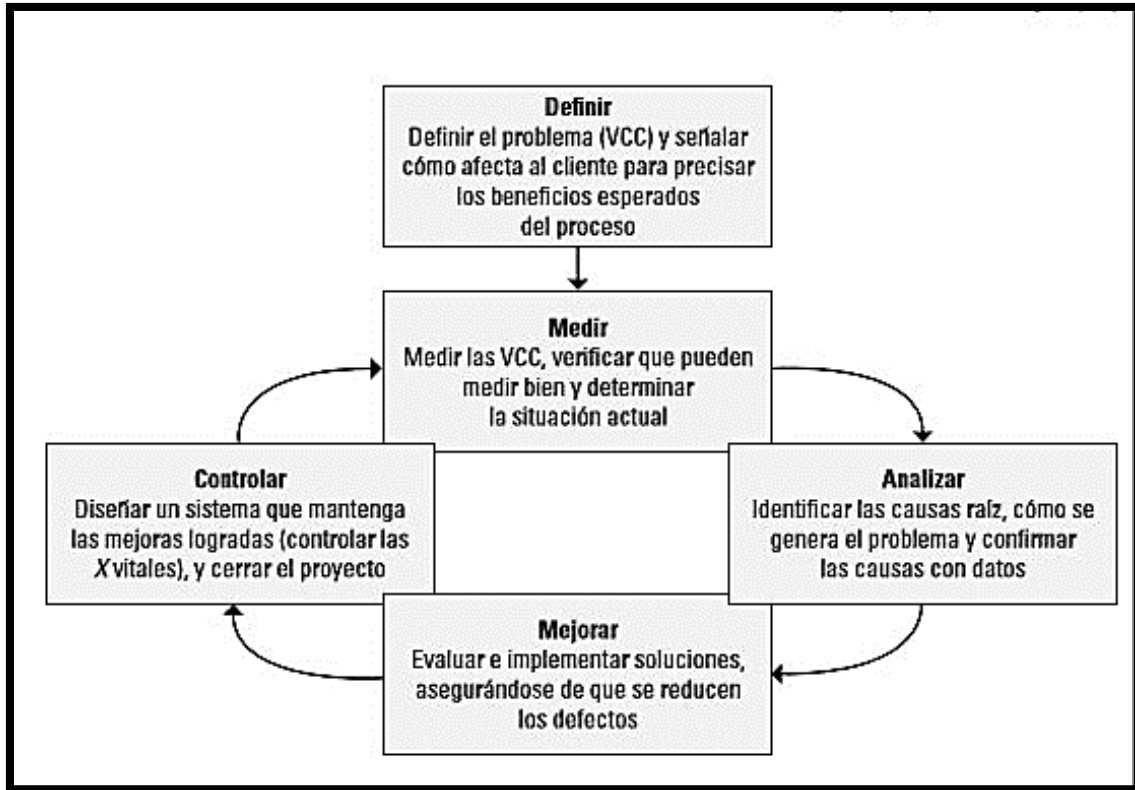 Definir
Definir el problema (VCC) y señalar
cómo afecta al cliente para precisar
los beneficios esperados
del proceso
Medir
Medir las VCC, verificar que pueden
medir bien y determinar
la situación actual
Analizar
Identificar las causas raíz, cómo se
genera el problema y confirmar
las causas con datos
Mejorar
Evaluar e implementar soluciones,
asegurándose de que se reducen
los defectos
Controlar
Diseñar un sistema que mantenga
las mejoras logradas (controlar las
X vitales), y cerrar el proyecto